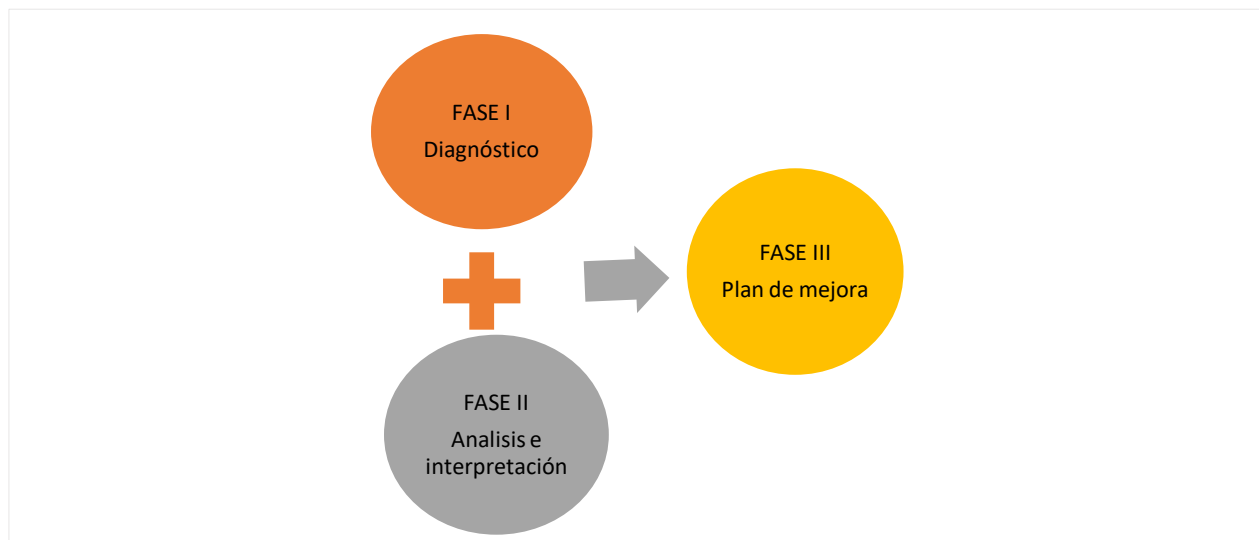 FASE I
Diagnóstico
FASE III
Plan de mejora
FASE II
Analisis e
interpretación